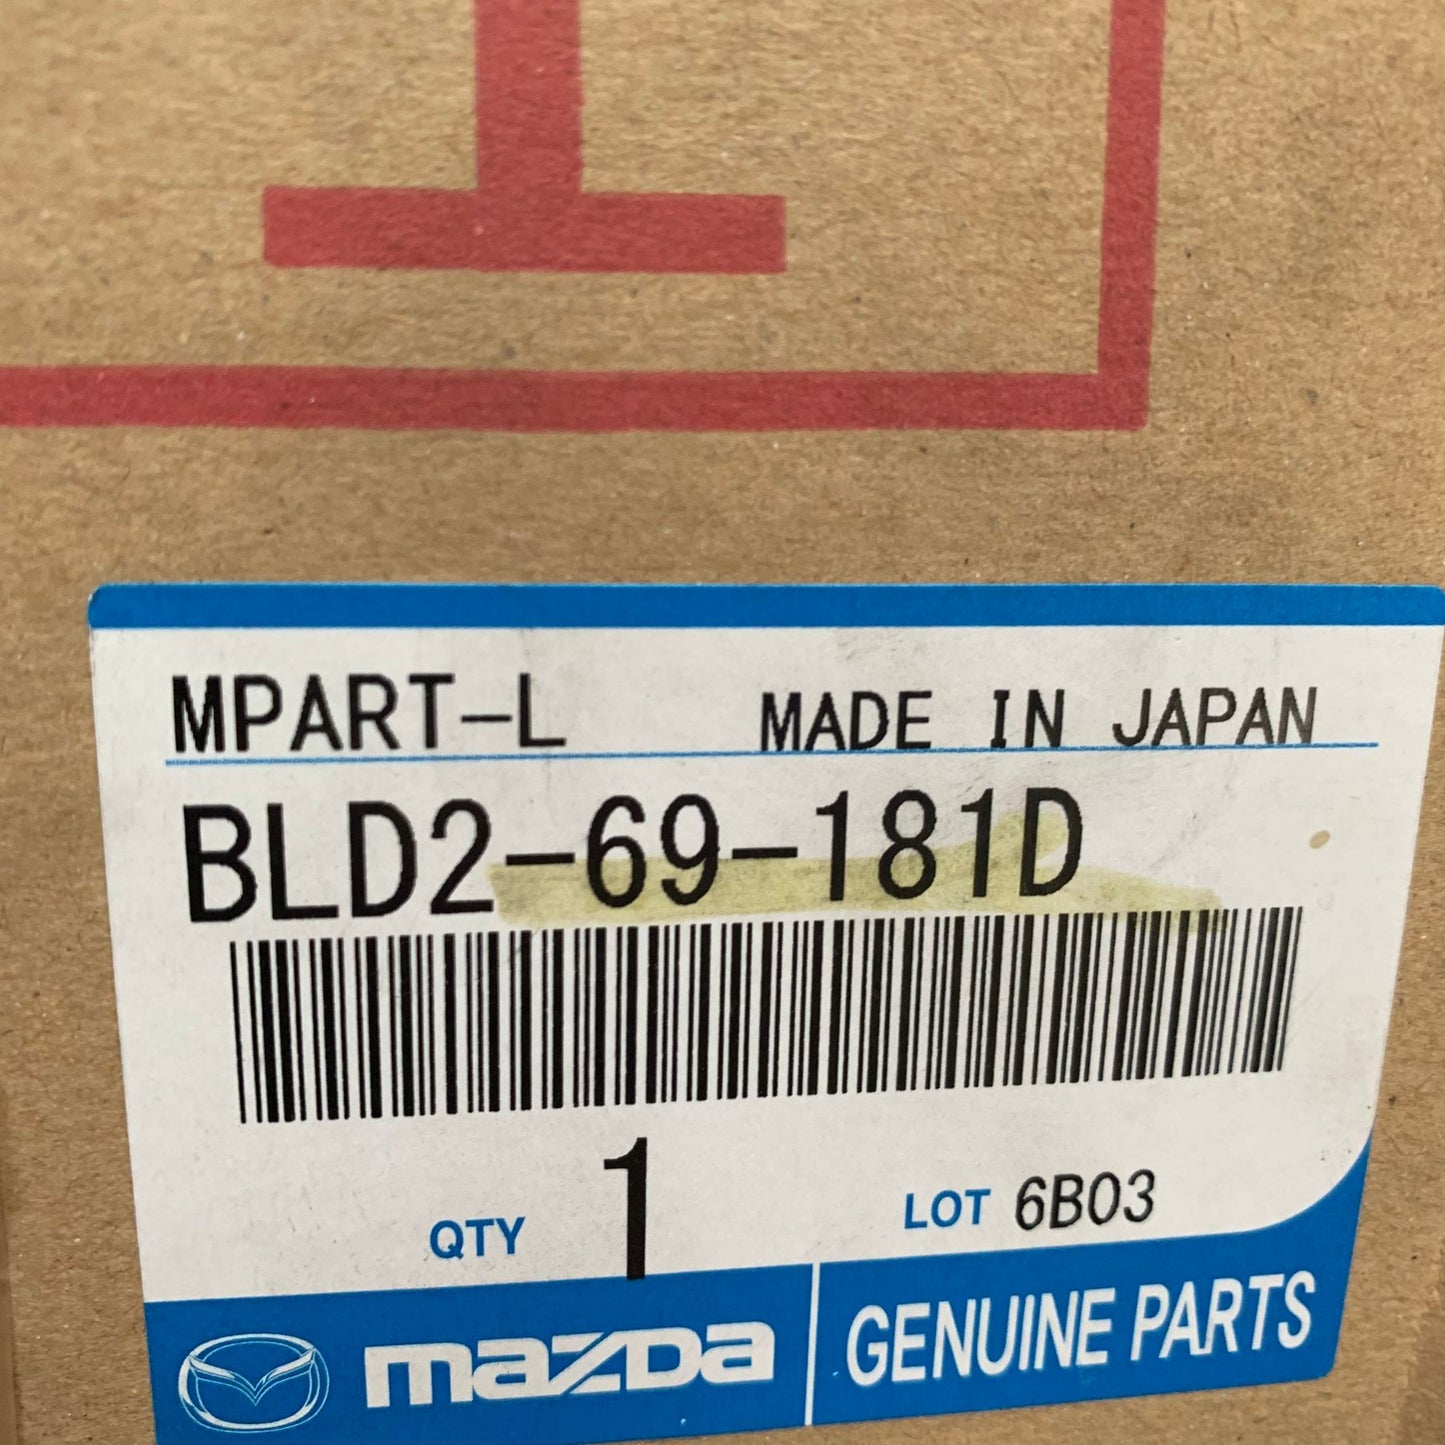 MPART-L MADE IN JAPAN
BLD2-69-181D
QTY 1 LOT 6B03
mazda GENUINE PARTS